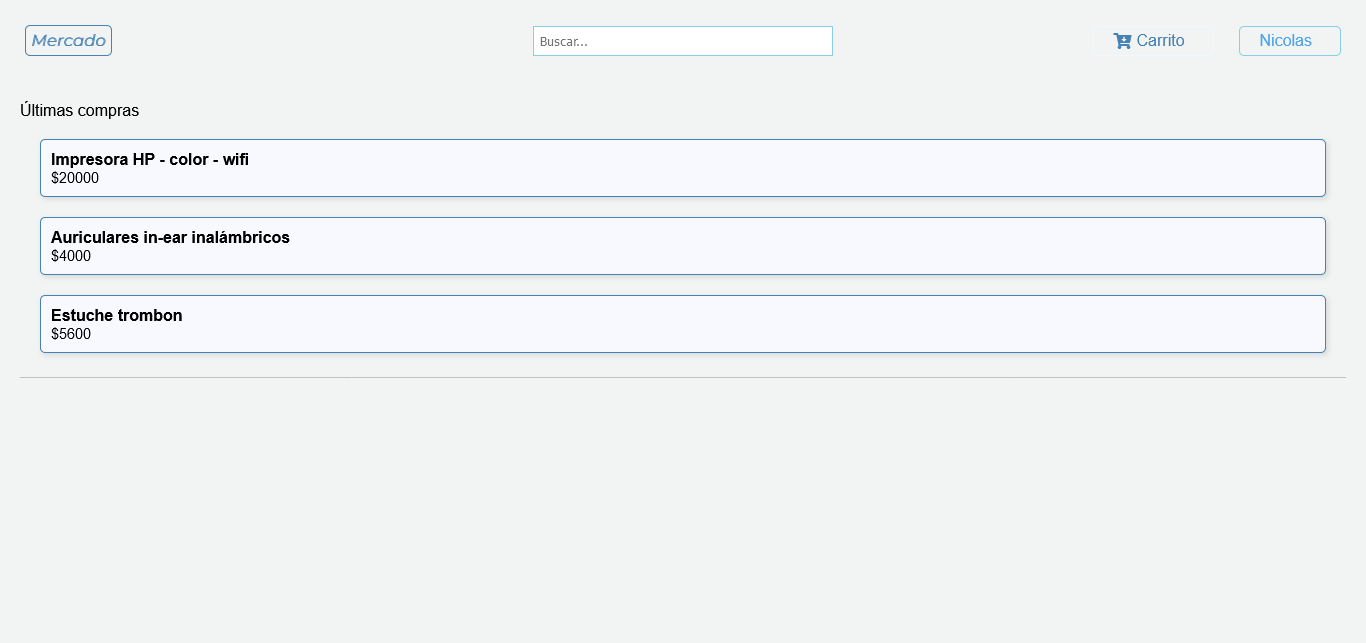 Mercado
Buscar...
Carrito
Nicolas
Últimas compras
Impresora HP - color - wifi
$20000
Auriculares in-ear inalámbricos
$4000
Estuche trombon
$5600